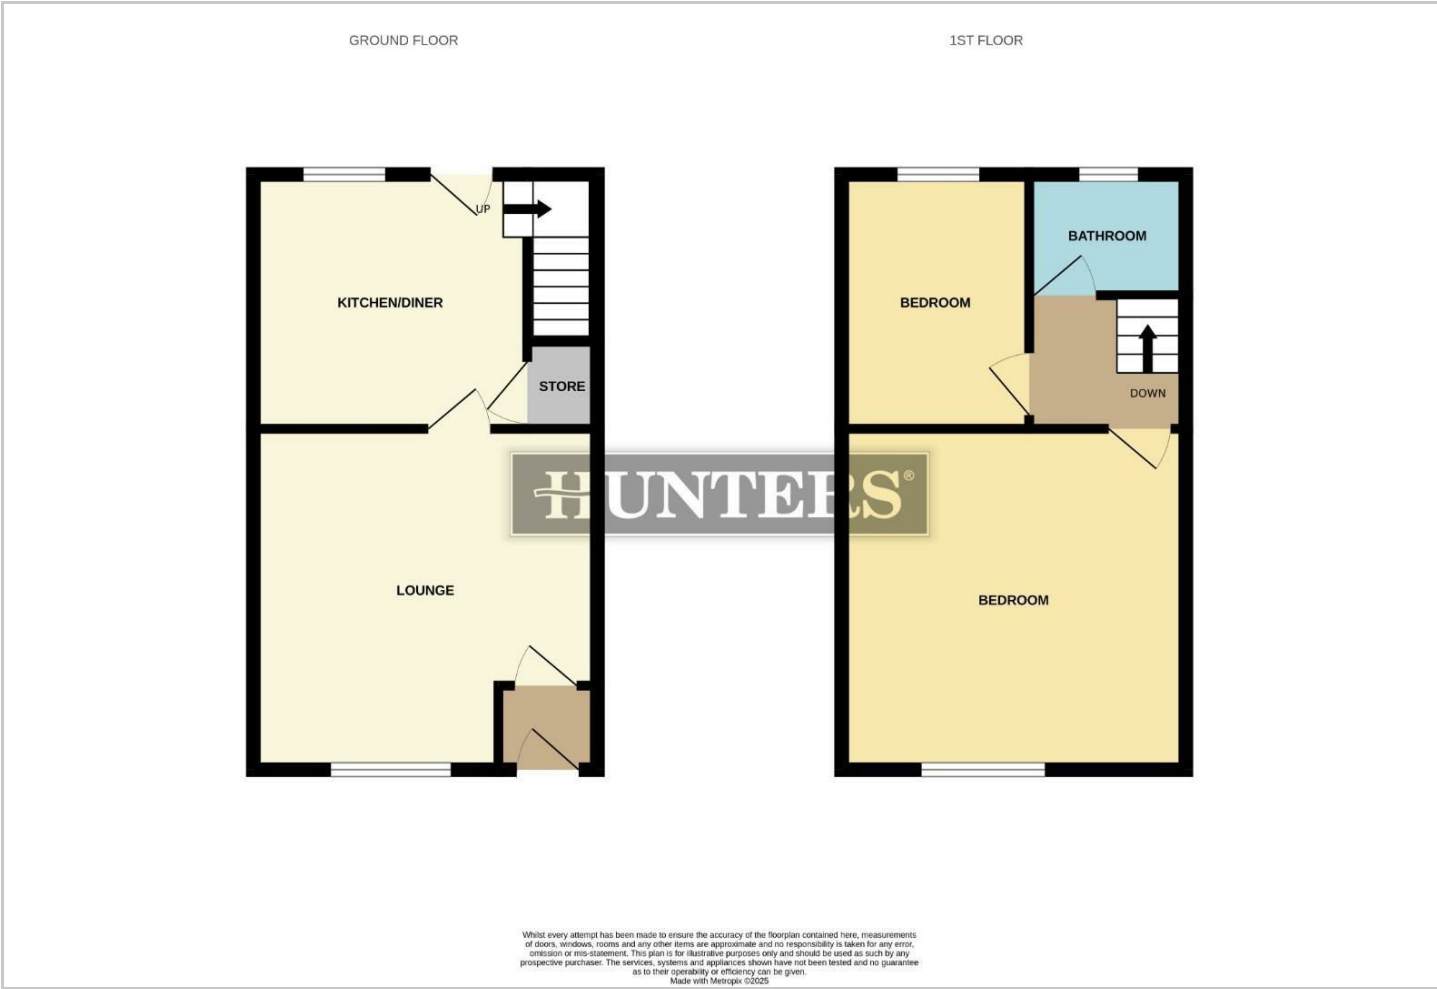 GROUND FLOOR
1ST FLOOR
UP
KITCHEN/DINER
STORE
LOUNGE
BATHROOM
BEDROOM
DOWN
BEDROOM
HUNTERS®
Whilst every attempt has been made to ensure the accuracy of the floorplan contained here, measurements
of doors, windows, rooms and any other items are approximate and no responsibility is taken for any error,
omission or mis-statement. This plan is for illustrative purposes only and should be used as such by any
prospective purchaser. The services, systems and appliances shown have not been tested and no guarantee
as to their operability or efficiency can be given.
Made with Metropix ©2025